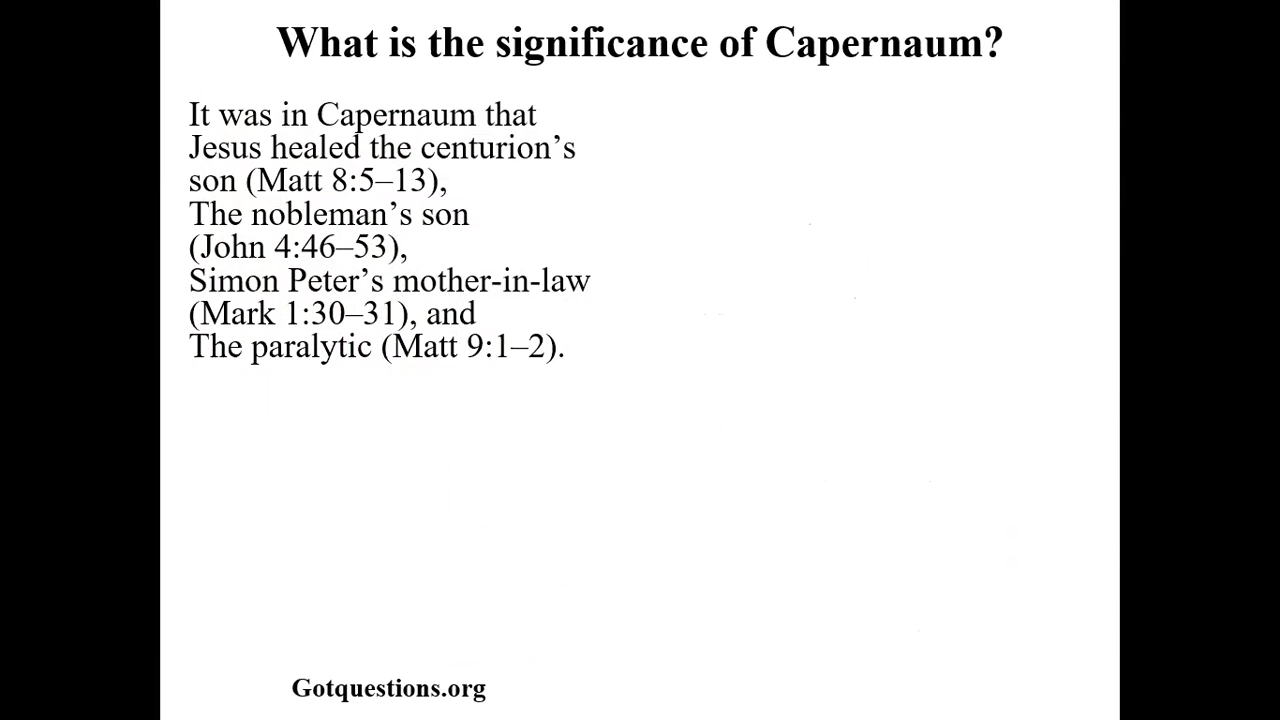 What is the significance of Capernaum?
It was in Capernaum that
Jesus healed the centurion’s
son (Matt 8:5–13),
The nobleman’s son
(John 4:46–53),
Simon Peter’s mother-in-law
(Mark 1:30–31), and
The paralytic (Matt 9:1–2).
Gotquestions.org